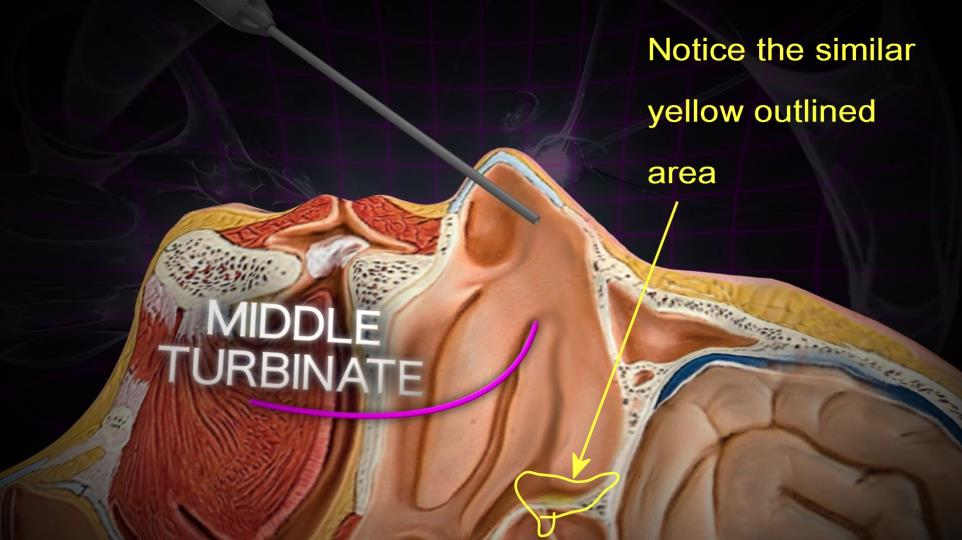 Notice the similar
yellow outlined
area
MIDDLE
TURBINATE